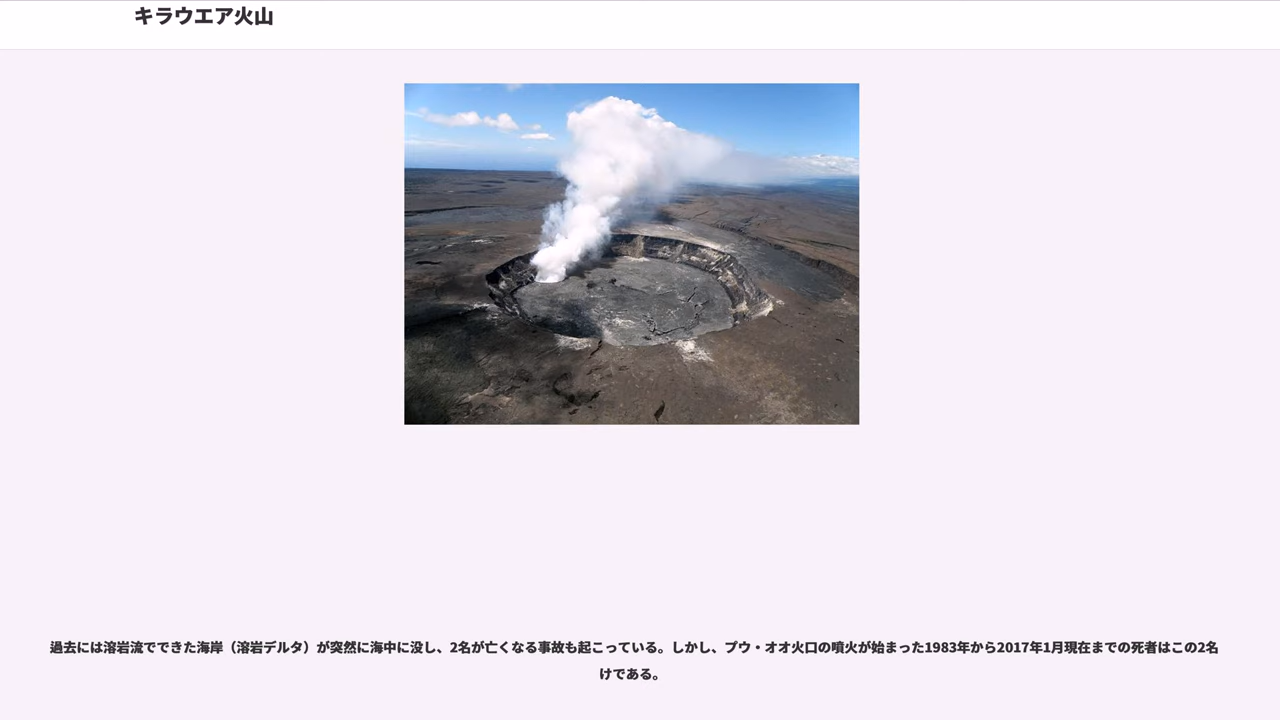 キラウエア火山
過去には溶岩流でできた海岸（溶岩デルタ）が突然に海中に没し、2名が亡くなる事故も起こっている。しかし、プウ・オオ火口の噴火が始まった1983年から2017年1月現在までの死者はこの2名
けである。